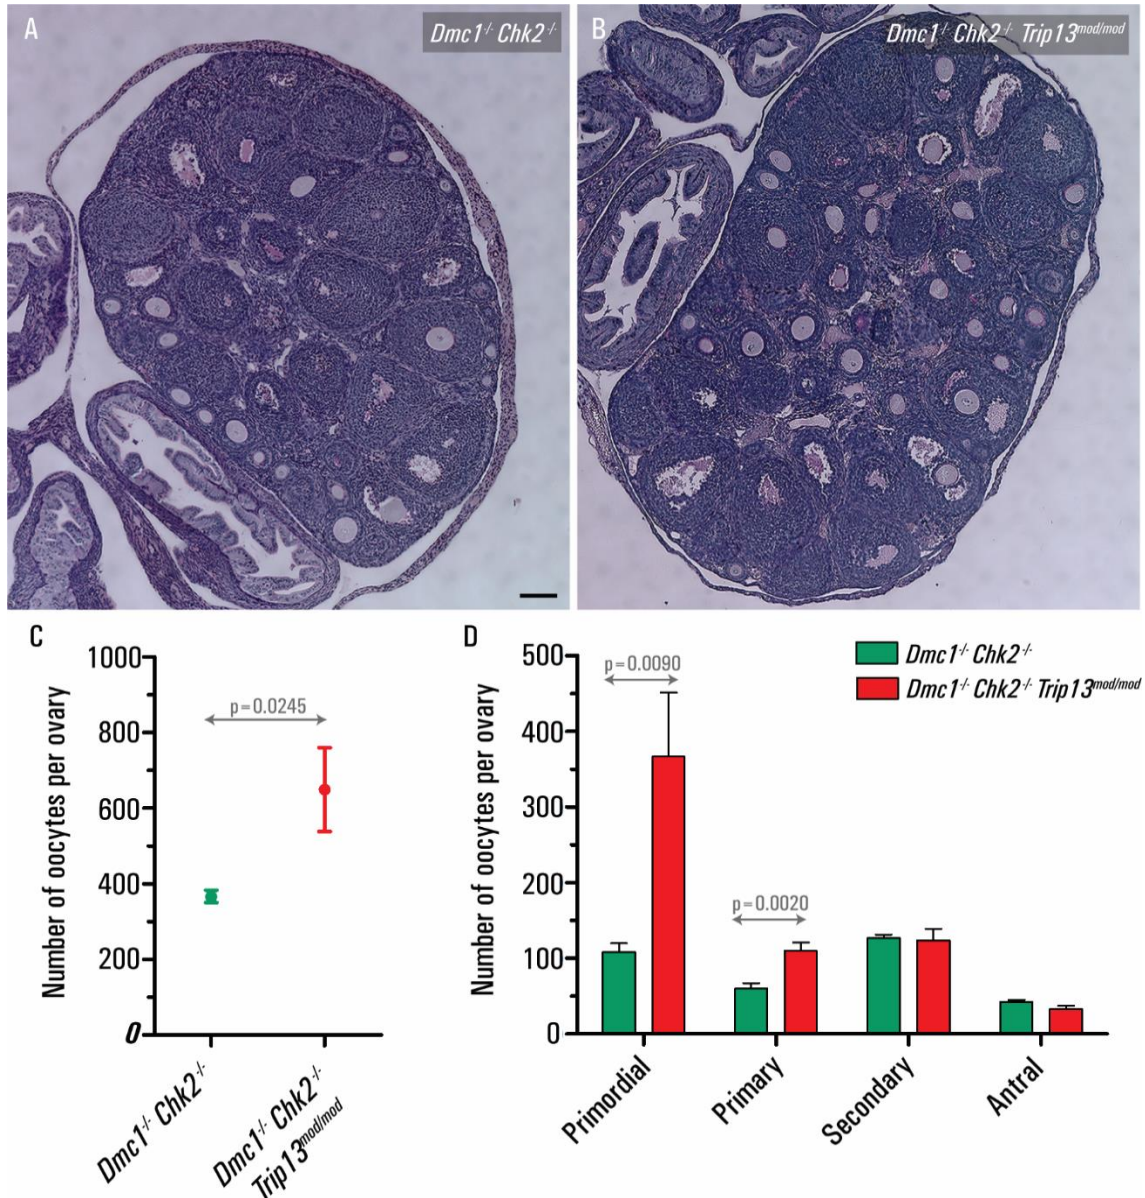 A
Dmc1-/- Chk2-/-
B
Dmc1-/- Chk2-/- Trip13mod/mod
C
1000
800
600
400
200
0
Number of oocytes per ovary
p=0.0245
Dmc1-/- Chk2-/-
Dmc1-/- Chk2-/-
Trip13mod/mod
D
500
400
300
200
100
0
Number of oocytes per ovary
p=0.0090
p=0.0020
Dmc1-/- Chk2-/-
Dmc1-/- Chk2-/- Trip13mod/mod
Primordial
Primary
Secondary
Antral